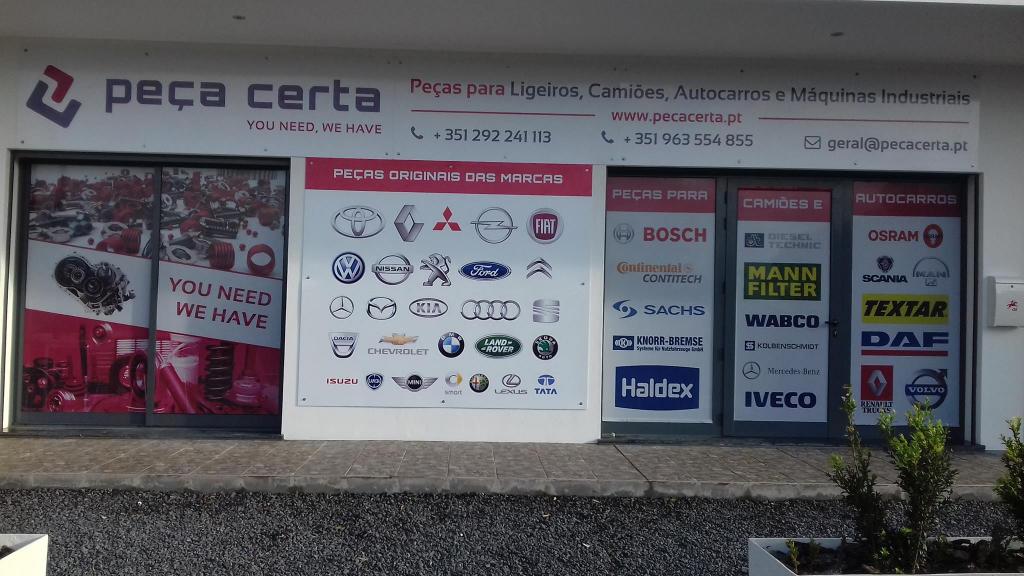 peça certa
YOU NEED, WE HAVE
Peças para Ligeiros, Camiões, Autocarros e Máquinas Industriais
www.pecacerta.pt
+ 351 292 241 113
+ 351 963 554 855
geral@pecacerta.pt
YOU NEED
WE HAVE
PEÇAS ORIGINAIS DAS MARCAS
FIAT
NISSAN
Ford
KIA
DACIA
CHEVROLET
LAND-
ROVER
ISUZU
MINI
smart
LEXUS
TATA
PEÇAS PARA
BOSCH
Continental
CONTITECH
SACHS
KNORR-BREMSE
Systeme für Nutzfahrzeuge GmbH
Haldex
CAMIÕES E
DIESEL
TECHNIC
MANN
FILTER
WABCO
KOLBENSCHMIDT
Mercedes-Benz
IVECO
AUTOCARROS
OSRAM
SCANIA
MAN
TEXTAR
DAF
RENAULT
TRUCKS
VOLVO